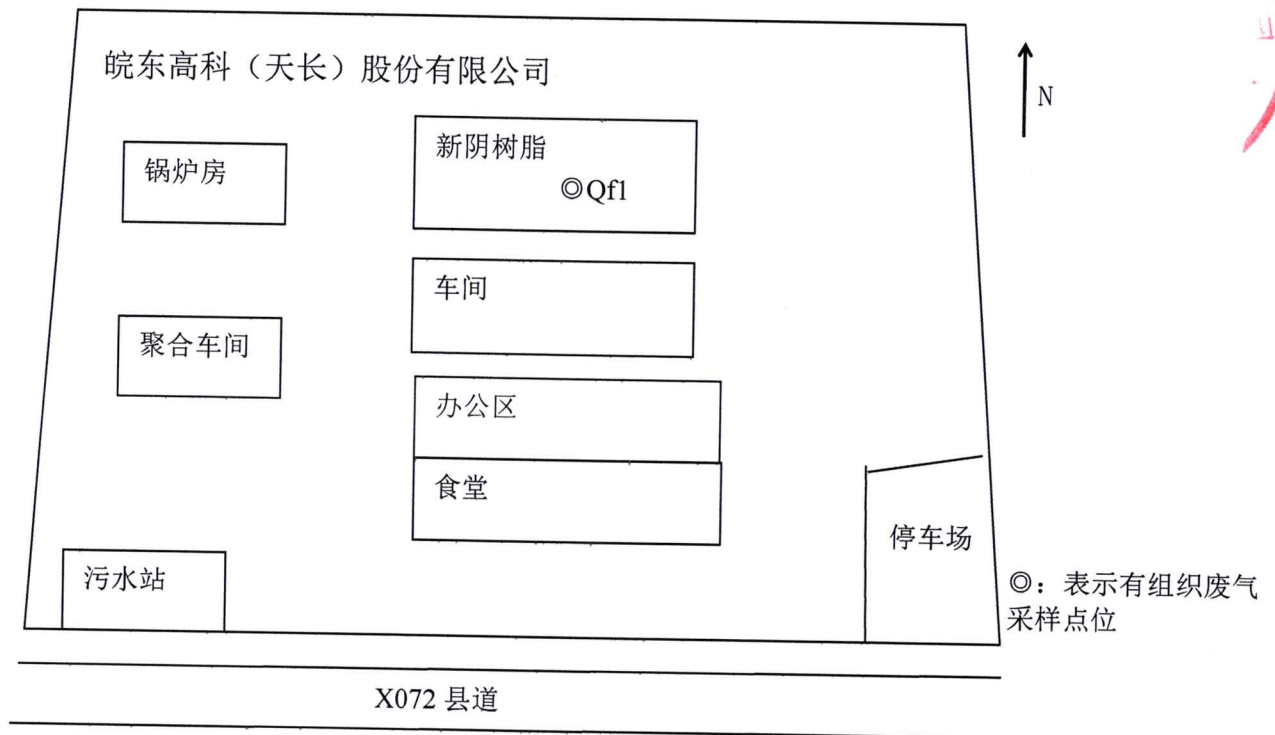 皖东高科（天长）股份有限公司
N
锅炉房
新阴树脂
◎Qf1
车间
聚合车间
办公区
食堂
停车场
污水站
◎：表示有组织废气
采样点位
X072 县道